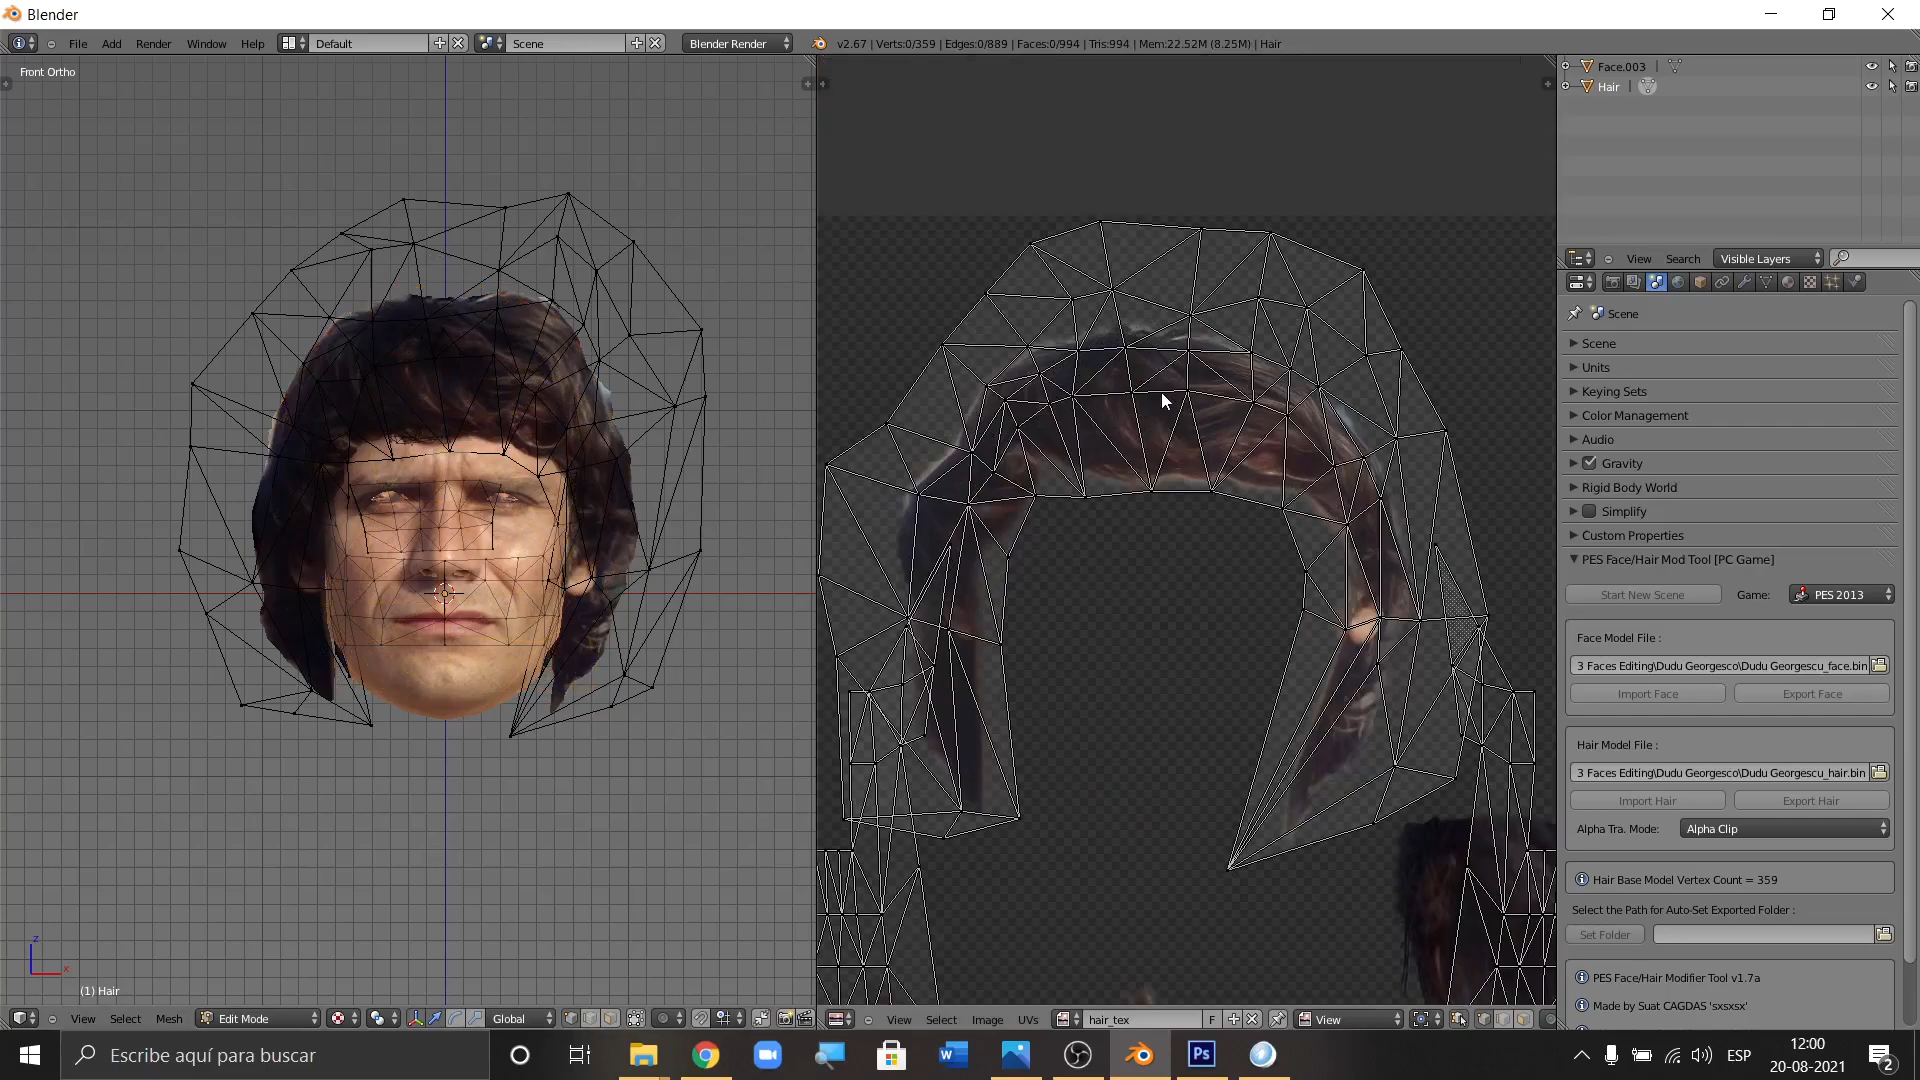 Blender
File Add Render Window Help Default Scene Blender Render v2.67 | Verts:0/359 | Edges:0/889 | Faces:0/994 | Tris:994 | Mem:22.52M (8.25M) | Hair
Front Ortho
Face.003
Hair
View Search Visible Layers
Scene
Scene
Units
Keying Sets
Color Management
Audio
Gravity
Rigid Body World
Simplify
Custom Properties
PES Face/Hair Mod Tool [PC Game]
Start New Scene Game: PES 2013
Face Model File :
3 Faces Editing\Dudu Georgesco\Dudu Georgescu_face.bin
Import Face Export Face
Hair Model File :
3 Faces Editing\Dudu Georgesco\Dudu Georgescu_hair.bin
Import Hair Export Hair
Alpha Tra. Mode: Alpha Clip
Hair Base Model Vertex Count = 359
Select the Path for Auto-Set Exported Folder :
Set Folder
PES Face/Hair Modifier Tool v1.7a
Made by Suat CAGDAS 'sxsxsx'
z
x
(1) Hair
View Select Mesh Edit Mode Global
View Select Image UVs hair_tex F View
Escribe aquí para buscar
W
Ps
ESP
12:00
20-08-2021
2